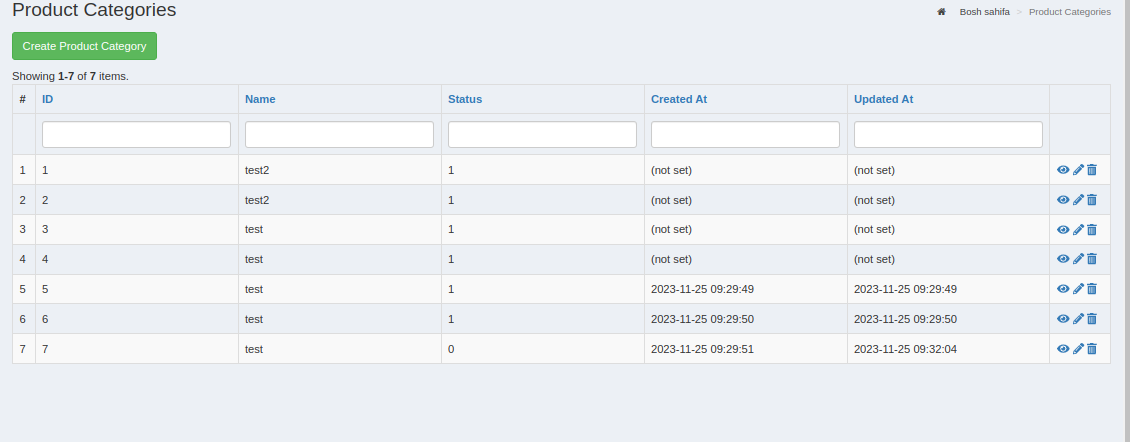 Product Categories
Bosh sahifa > Product Categories
Create Product Category
Showing 1-7 of 7 items.
# ID Name Status Created At Updated At
1 1 test2 1 (not set) (not set)
2 2 test2 1 (not set) (not set)
3 3 test 1 (not set) (not set)
4 4 test 1 (not set) (not set)
5 5 test 1 2023-11-25 09:29:49 2023-11-25 09:29:49
6 6 test 1 2023-11-25 09:29:50 2023-11-25 09:29:50
7 7 test 0 2023-11-25 09:29:51 2023-11-25 09:32:04